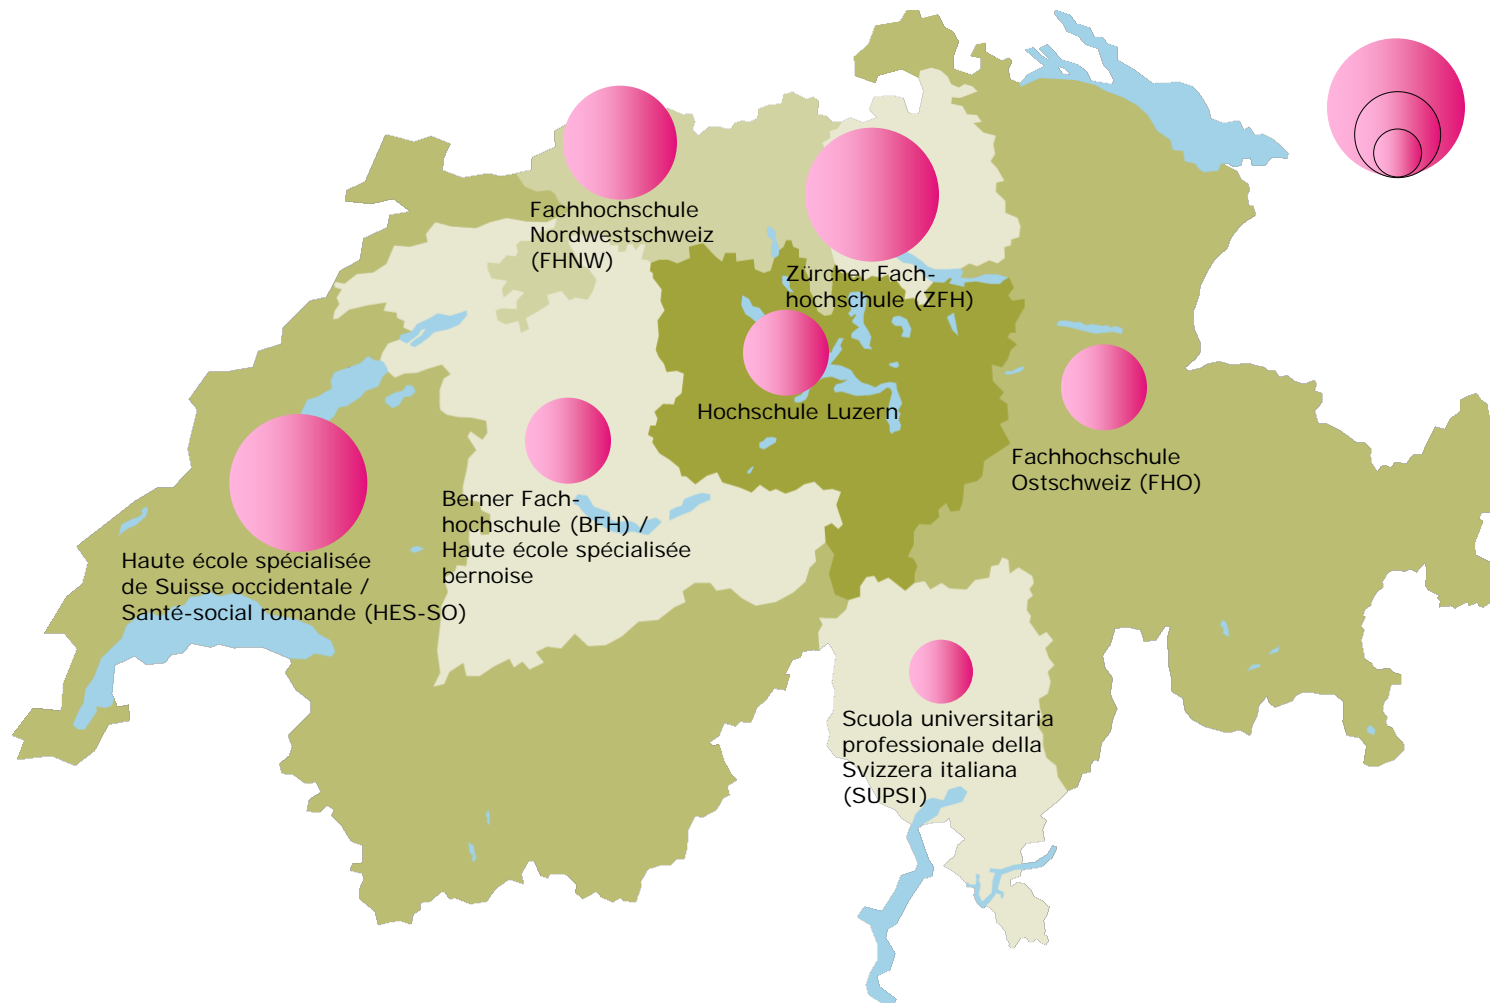 Fachhochschule
Nordwestschweiz
(FHNW)
Zürcher Fach-
hochschule (ZFH)
Hochschule Luzern
Fachhochschule
Ostschweiz (FHO)
Berner Fach-
hochschule (BFH) /
Haute école spécialisée
bernoise
Haute école spécialisée
de Suisse occidentale /
Santé-social romande (HES-SO)
Scuola universitaria
professionale della
Svizzera italiana
(SUPSI)